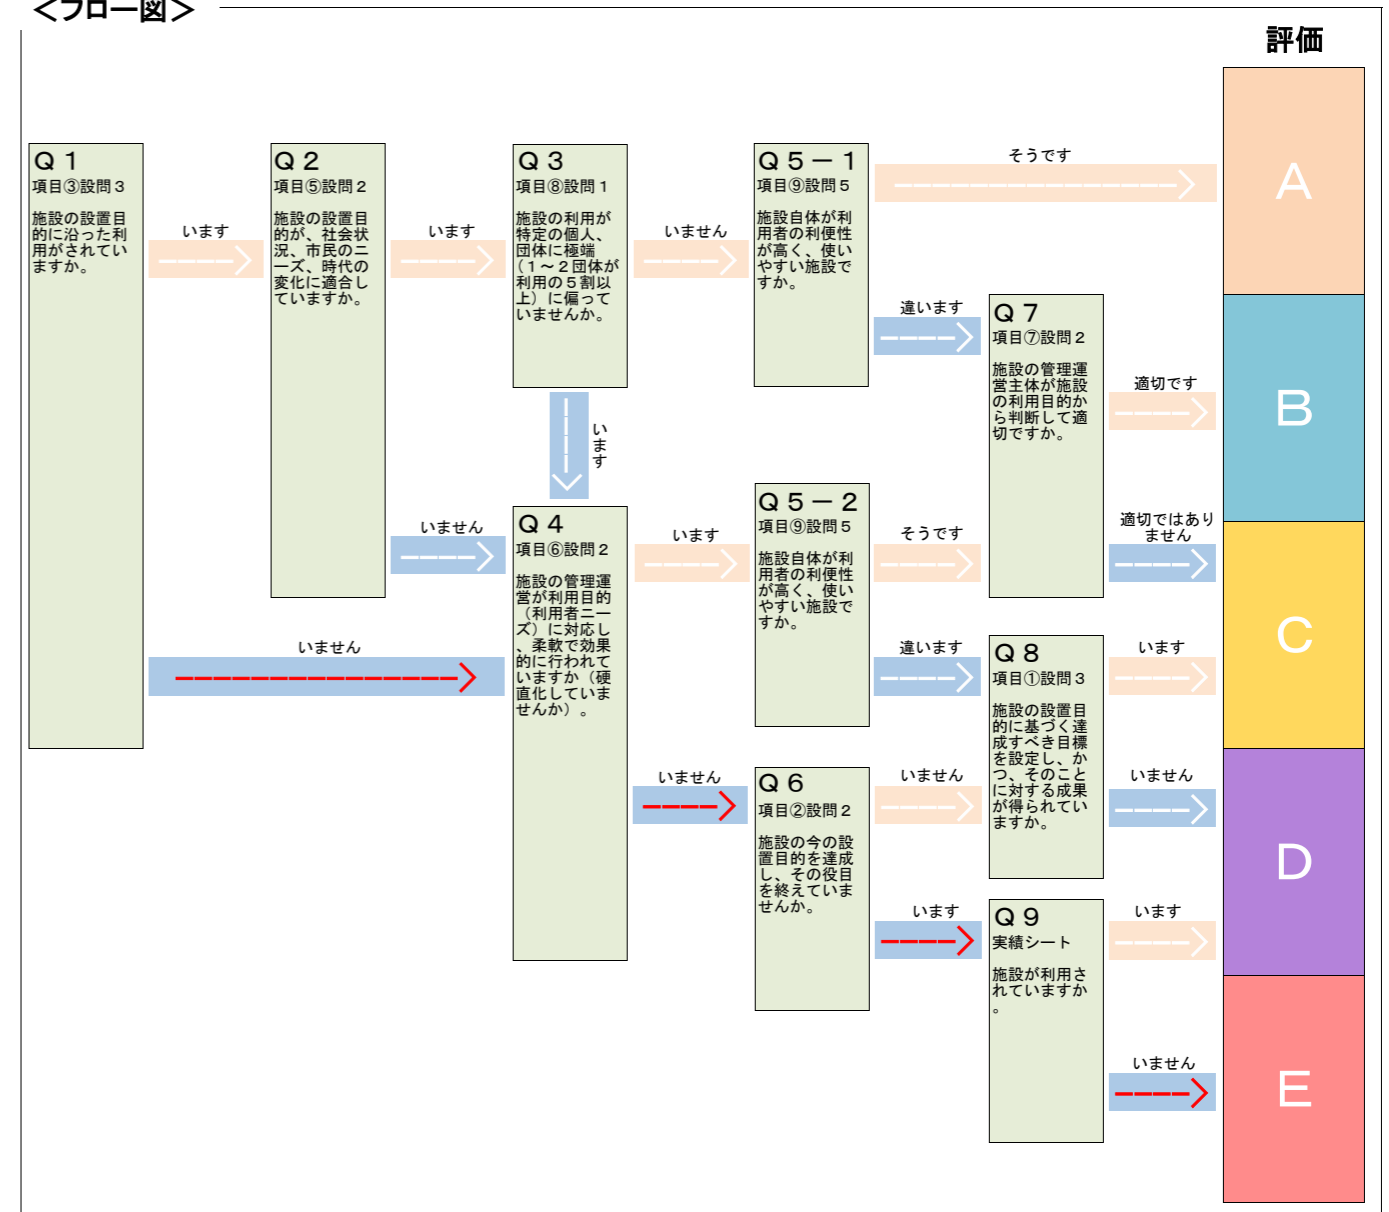 ＜フロー図＞
評価
Ｑ１
項目③設問３
施設の設置目
的に沿った利
用がされてい
ますか。
います
いません
Ｑ２
項目⑤設問２
施設の設置目
的が、社会状
況、市民のニ
ーズ、時代の
変化に適合し
ていますか。
います
いません
Ｑ３
項目⑧設問１
施設の利用が
特定の個人、
団体に極端
（１～２団体が
利用の５割以
上）に偏って
いませんか。
いません
い
ま
す
Ｑ４
項目⑥設問２
施設の管理運
営が利用目的
（利用者ニー
ズ）に対応し
、柔軟で効果
的に行われて
いますか（硬
直化していま
せんか）。
います
いません
Ｑ５－１
項目⑨設問５
施設自体が利
用者の利便性
が高く、使い
やすい施設で
すか。
そうです
違います
Ｑ５－２
項目⑨設問５
施設自体が利
用者の利便性
が高く、使い
やすい施設で
すか。
そうです
違います
Ｑ６
項目②設問２
施設の今の設
置目的を達成
し、その役目
を終えていま
せんか。
いません
います
Ｑ７
項目⑦設問２
施設の管理運
営主体が施設
の利用目的か
ら判断して適
切ですか。
適切です
適切ではあり
ません
Ｑ８
項目①設問３
施設の設置目
的に基づく達
成すべき目標
を設定し、か
つ、そのこと
に対する成果
が得られてい
ますか。
います
いません
Ｑ９
実績シート
施設が利用さ
れていますか
。
います
いません
Ａ
Ｂ
Ｃ
Ｄ
Ｅ